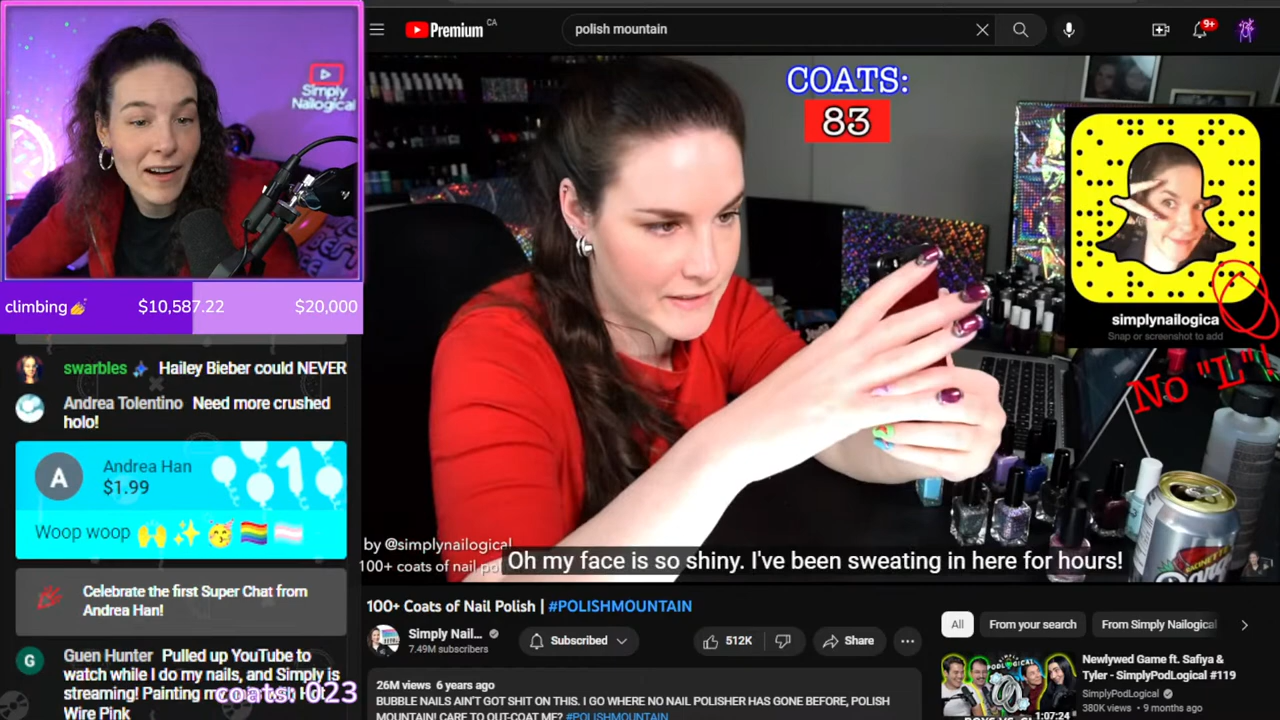 Simply
Nailogical
climbing💅 $10,587.22 $20,000
swarbles Hailey Bieber could NEVER
Andrea Tolentino Need more crushed
holo!
A
Andrea Han
$1.99
Woop woop 🙌✨🥳🏳️‍🌈🏳️‍⚧️
Celebrate the first Super Chat from
Andrea Han!
G
Guen Hunter Pulled up YouTube to
watch while I do my nails, and Simply is
streaming! Painting
Wire Pink
coats: 023
Premium CA
polish mountain
9+
COATS:
83
simplynailogica
Snap or screenshot to add
No "L"!
by @simplynailogical
100+ coats of nail
Oh my face is so shiny. I've been sweating in here for hours!
100+ Coats of Nail Polish | #POLISHMOUNTAIN
Simply Nail...
7.49M subscribers
Subscribed
512K
Share
26M views 6 years ago
BUBBLE NAILS AIN'T GOT SHIT ON THIS. I GO WHERE NO NAIL POLISHER HAS GONE BEFORE, POLISH
MOUNTAIN! CARE TO OUT-COAT ME? #POLISHMOUNTAIN
All
From your search
From Simply Nailogical
PODLOGICAL
1:07:24
Newlywed Game ft. Safiya &
Tyler - SimplyPodLogical #119
SimplyPodLogical
380K views • 9 months ago